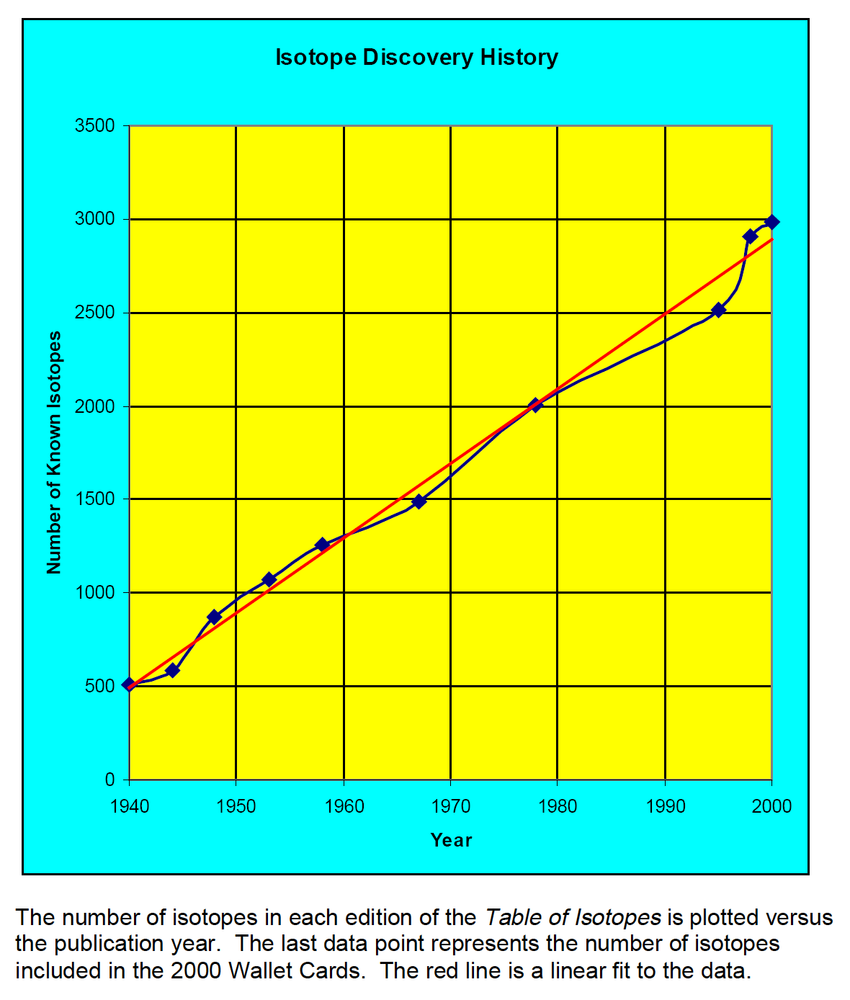 Isotope Discovery History
3500
3000
2500
2000
1500
1000
500
0
Number of Known Isotopes
1940 1950 1960 1970 1980 1990 2000
Year
The number of isotopes in each edition of the Table of Isotopes is plotted versus
the publication year.  The last data point represents the number of isotopes
included in the 2000 Wallet Cards.  The red line is a linear fit to the data.